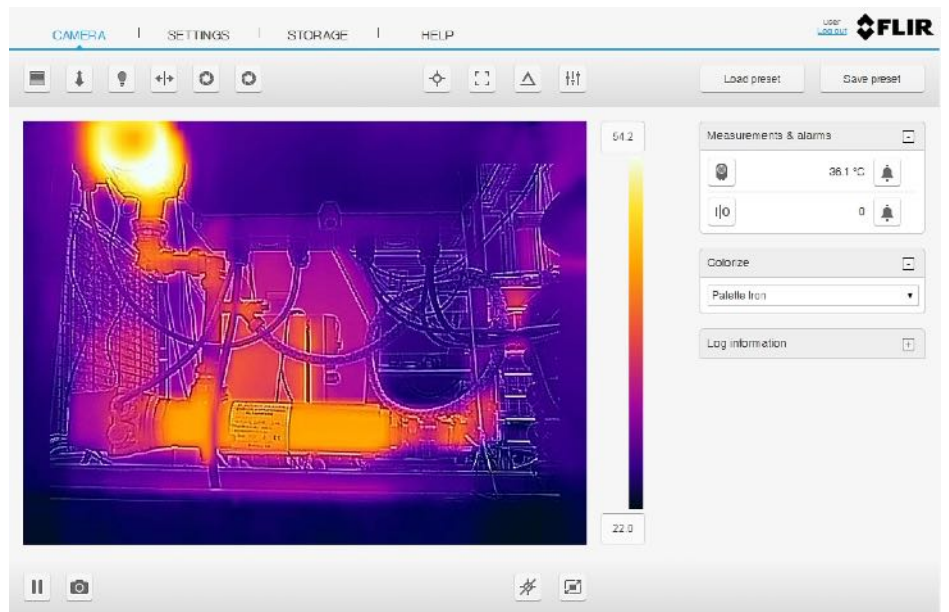 CAMERA
SETTINGS
STORAGE
HELP
user
Log out
FLIR
Load preset
Save preset
54.2
22.0
Measurements & alarms
36.1 °C
I|O
0
Colorize
Palette Iron
Log information